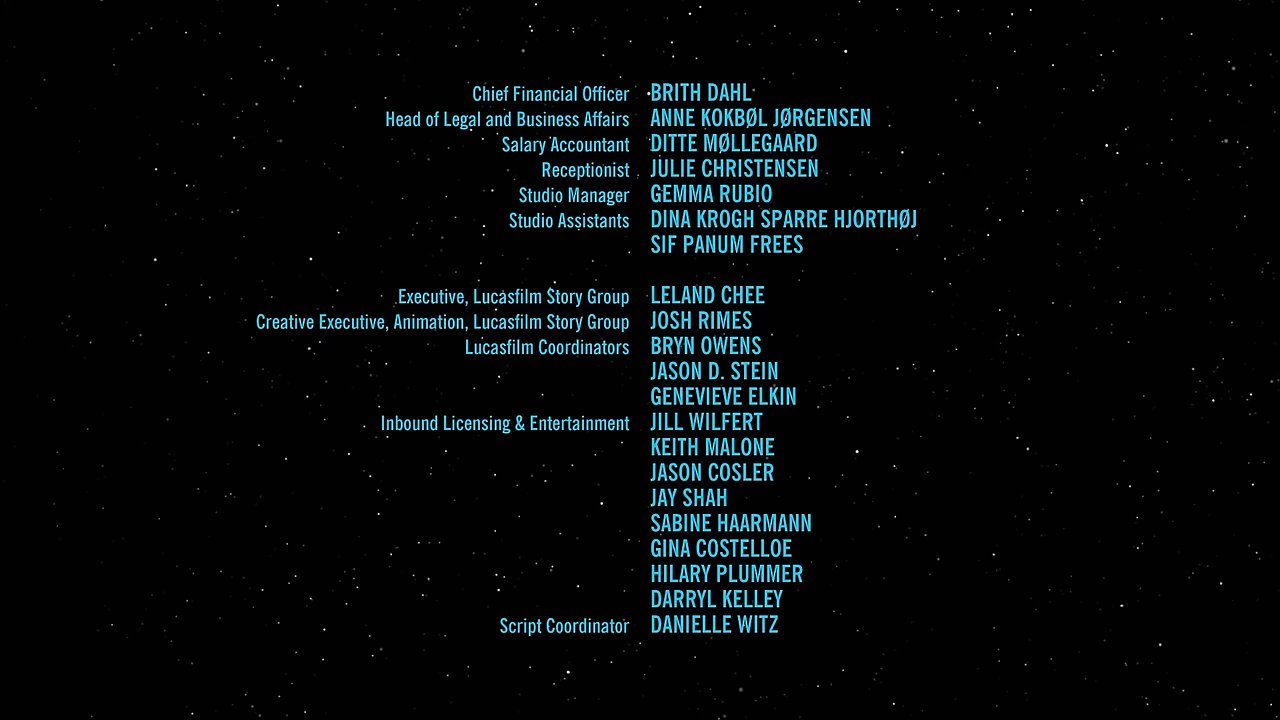 Chief Financial Officer BRITH DAHL
Head of Legal and Business Affairs ANNE KOKBØL JØRGENSEN
Salary Accountant DITTE MØLLEGAARD
Receptionist JULIE CHRISTENSEN
Studio Manager GEMMA RUBIO
Studio Assistants DINA KROGH SPARRE HJORTHØJ
SIF PANUM FREES
Executive, Lucasfilm Story Group LELAND CHEE
Creative Executive, Animation, Lucasfilm Story Group JOSH RIMES
Lucasfilm Coordinators BRYN OWENS
JASON D. STEIN
GENEVIEVE ELKIN
Inbound Licensing & Entertainment JILL WILFERT
KEITH MALONE
JASON COSLER
JAY SHAH
SABINE HAARMANN
GINA COSTELLOE
HILARY PLUMMER
DARRYL KELLEY
Script Coordinator DANIELLE WITZ